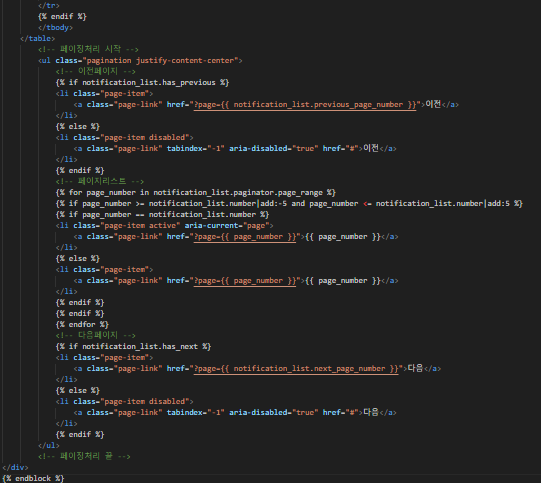 </tr>
{% endif %}
</tbody>
</table>
<!-- 페이징처리 시작 -->
<ul class="pagination justify-content-center">
<!-- 이전페이지 -->
{% if notification_list.has_previous %}
<li class="page-item">
<a class="page-link" href="?page={{ notification_list.previous_page_number }}">이전</a>
</li>
{% else %}
<li class="page-item disabled">
<a class="page-link" tabindex="-1" aria-disabled="true" href="#">이전</a>
</li>
{% endif %}
<!-- 페이지리스트 -->
{% for page_number in notification_list.paginator.page_range %}
{% if page_number >= notification_list.number|add:-5 and page_number <= notification_list.number|add:5 %}
{% if page_number == notification_list.number %}
<li class="page-item active" aria-current="page">
<a class="page-link" href="?page={{ page_number }}">{{ page_number }}</a>
</li>
{% else %}
<li class="page-item">
<a class="page-link" href="?page={{ page_number }}">{{ page_number }}</a>
</li>
{% endif %}
{% endif %}
{% endfor %}
<!-- 다음페이지 -->
{% if notification_list.has_next %}
<li class="page-item">
<a class="page-link" href="?page={{ notification_list.next_page_number }}">다음</a>
</li>
{% else %}
<li class="page-item disabled">
<a class="page-link" tabindex="-1" aria-disabled="true" href="#">다음</a>
</li>
{% endif %}
</ul>
<!-- 페이징처리 끝 -->
</div>
{% endblock %}